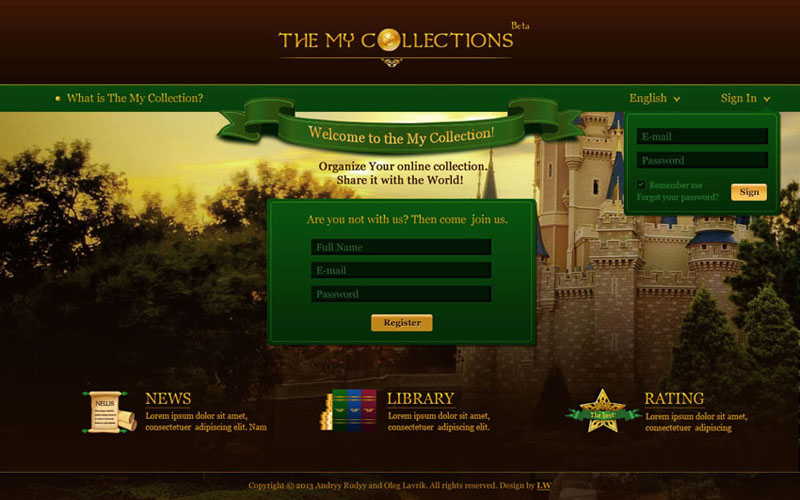 Beta
THE MY COLLECTIONS
What is The My Collection?
English
Sign In
Welcome to the My Collection!
Organize Your online collection.
Share it with the World!
E-mail
Password
Remember me
Forgot your password?
Sign
Are you not with us? Then come join us.
Full Name
E-mail
Password
Register
NEWS
NEWS
Lorem ipsum dolor sit amet,
consectetuer adipiscing elit. Nam
LIBRARY
Lorem ipsum dolor sit amet,
consectetuer adipiscing elit.
The best!
RATING
Lorem ipsum dolor sit amet,
consectetuer adipiscing
Copyright © 2013 Andryy Rudyy and Oleg Lavrik. All rights reserved. Design by LW